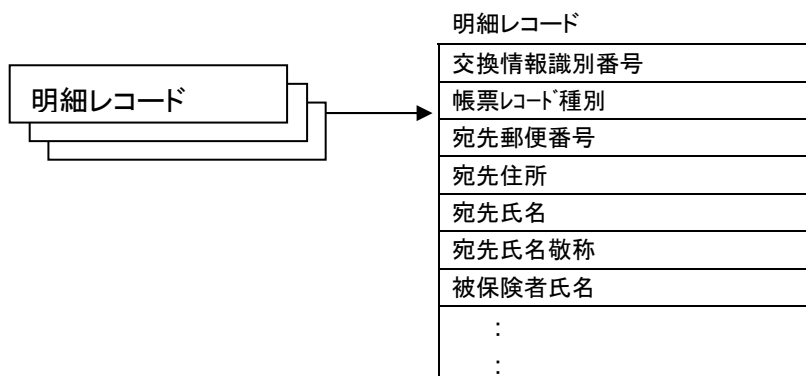 明細レコード
明細レコード
交換情報識別番号
帳票ﾚｺｰﾄﾞ種別
宛先郵便番号
宛先住所
宛先氏名
宛先氏名敬称
被保険者氏名
:
: